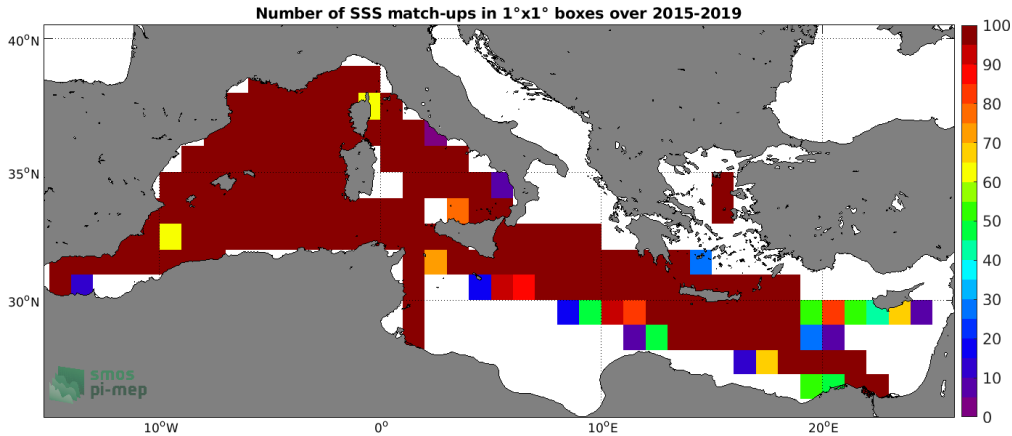 Number of SSS match-ups in 1°x1° boxes over 2015-2019
40°N
35°N
30°N
10°W
0°
10°E
20°E
100
90
80
70
60
50
40
30
20
10
0
smos
pi-mep